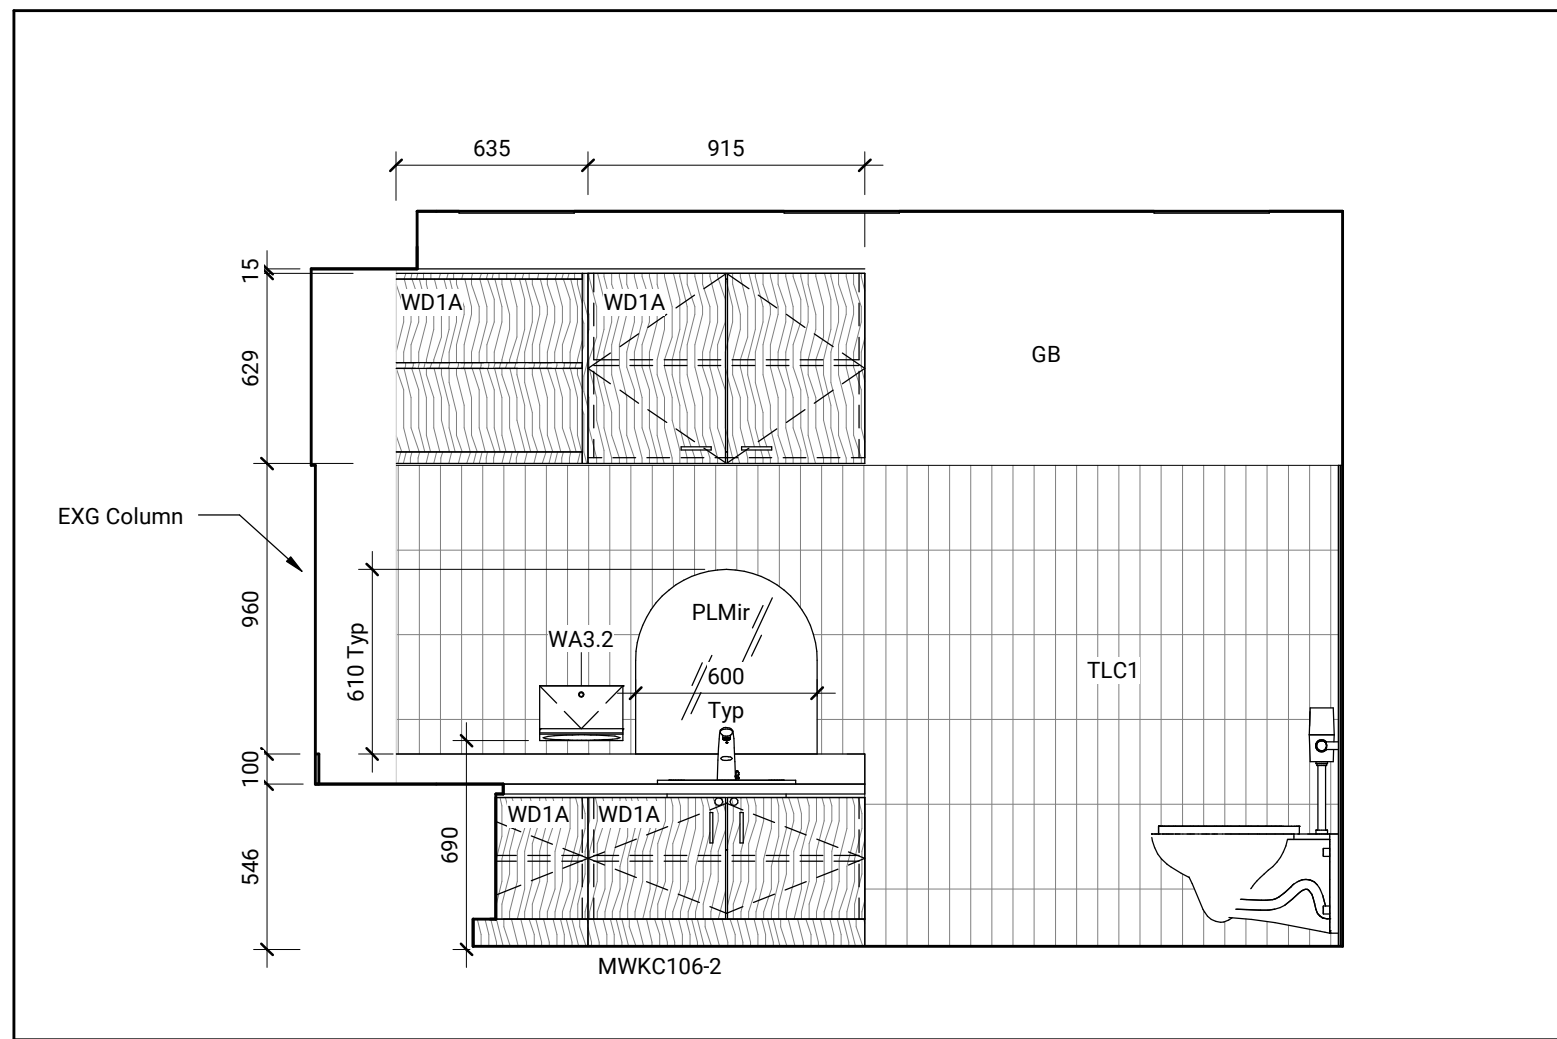 635
915
15
WD1A
WD1A
629
GB
EXG Column
960
610 Typ
PLMir
WA3.2
600
Typ
TLC1
100
WD1A
WD1A
690
546
MWKC106-2